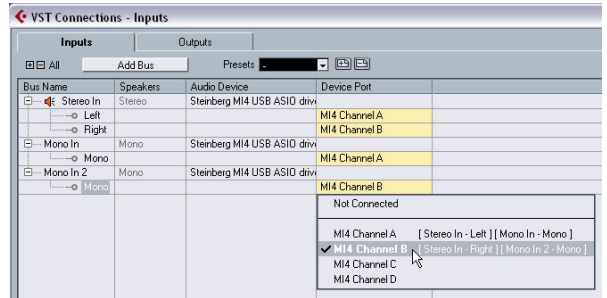 VST Connections - Inputs
Inputs Outputs
All Add Bus Presets -
Bus Name Speakers Audio Device Device Port
Stereo In Stereo Steinberg MI4 USB ASIO drive
Left MI4 Channel A
Right MI4 Channel B
Mono In Mono Steinberg MI4 USB ASIO drive
Mono MI4 Channel A
Mono In 2 Mono Steinberg MI4 USB ASIO drive
Mono MI4 Channel B
Not Connected
MI4 Channel A [ Stereo In - Left ] [ Mono In - Mono ]
MI4 Channel B [ Stereo In - Right ] [ Mono In 2 - Mono ]
MI4 Channel C
MI4 Channel D